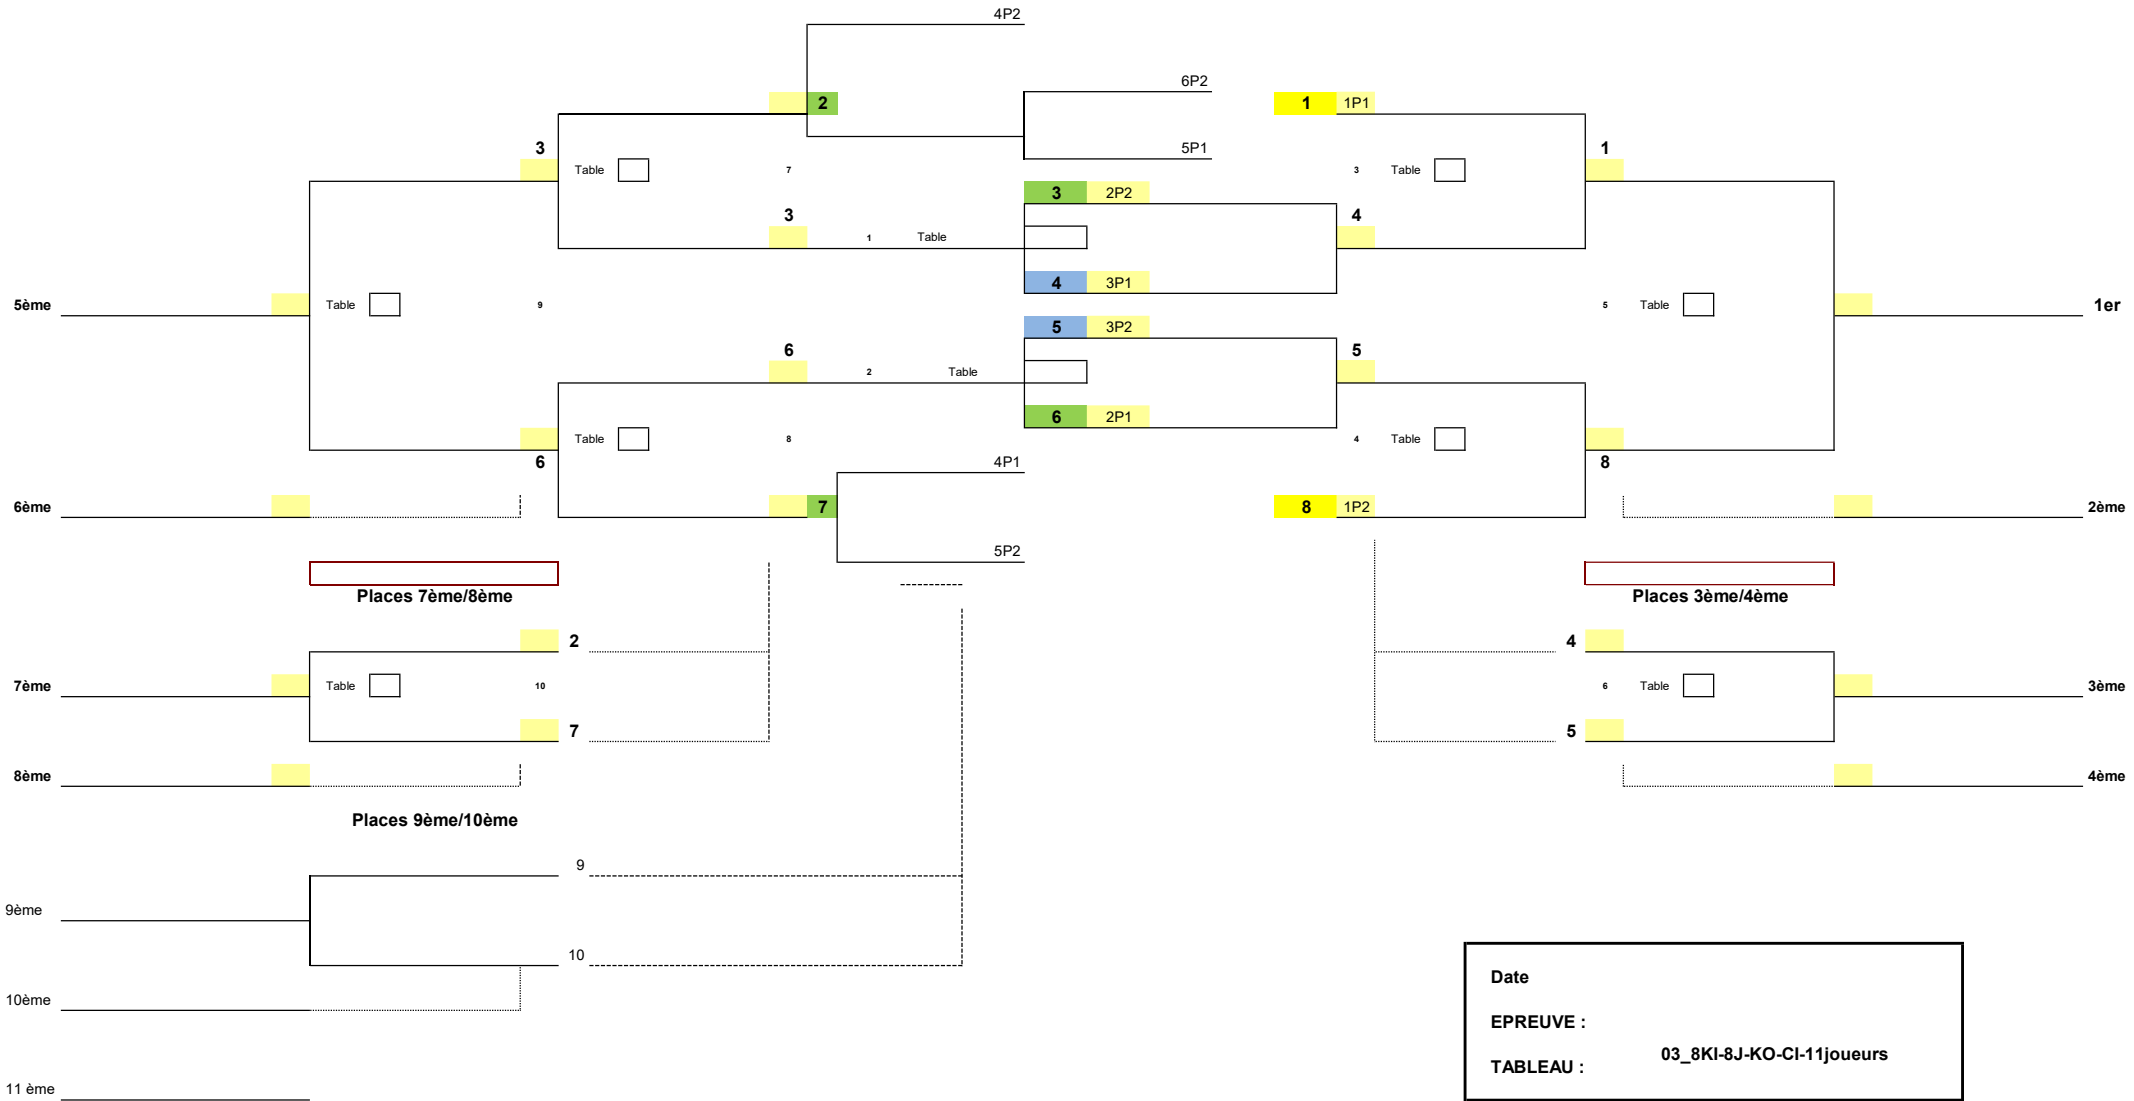 4P2
6P2
2 1 1P1
3 5P1 1
Table 7 3 Table
3 2P2
3 4
1 Table
4 3P1
5ème Table 9 5 Table 1er
5 3P2
6 5
2 Table
6 2P1
Table 8 4 Table
6 4P1 8
6ème 7 8 1P2 2ème
5P2
Places 7ème/8ème Places 3ème/4ème
2 4
7ème Table 10 6 Table 3ème
7 5
8ème 4ème
Places 9ème/10ème
9
9ème
10
10ème
11 ème
Date
EPREUVE :
03_8KI-8J-KO-CI-11joueurs
TABLEAU :